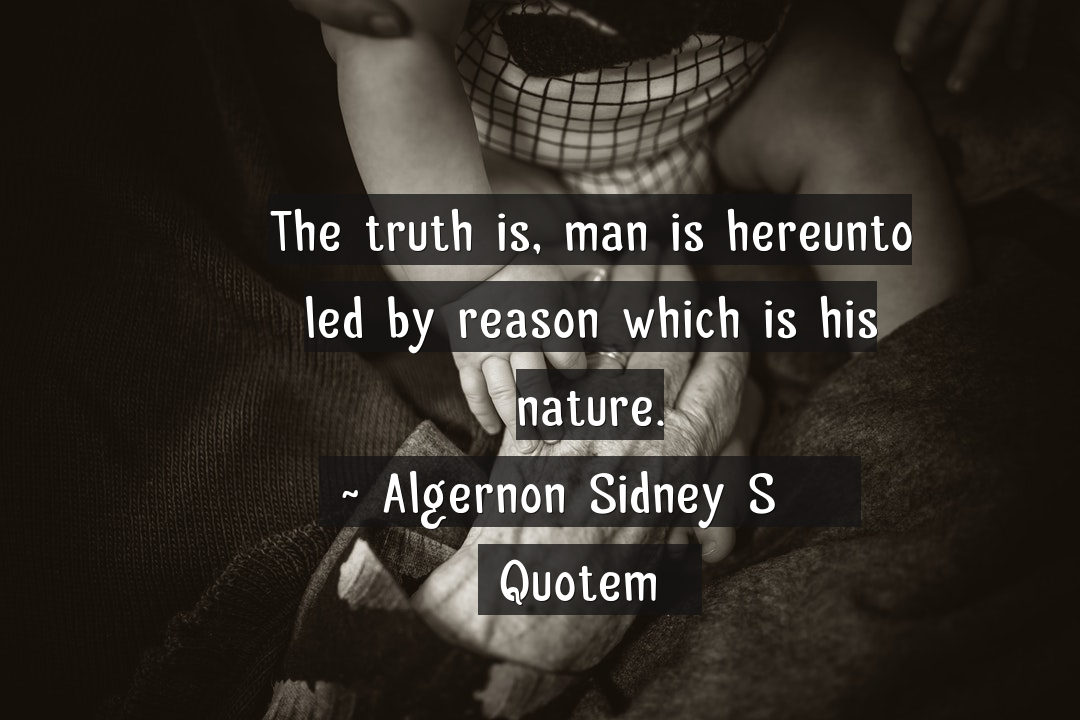 The truth is, man is hereunto
led by reason which is his
nature.
~ Algernon Sidney S
Quotem